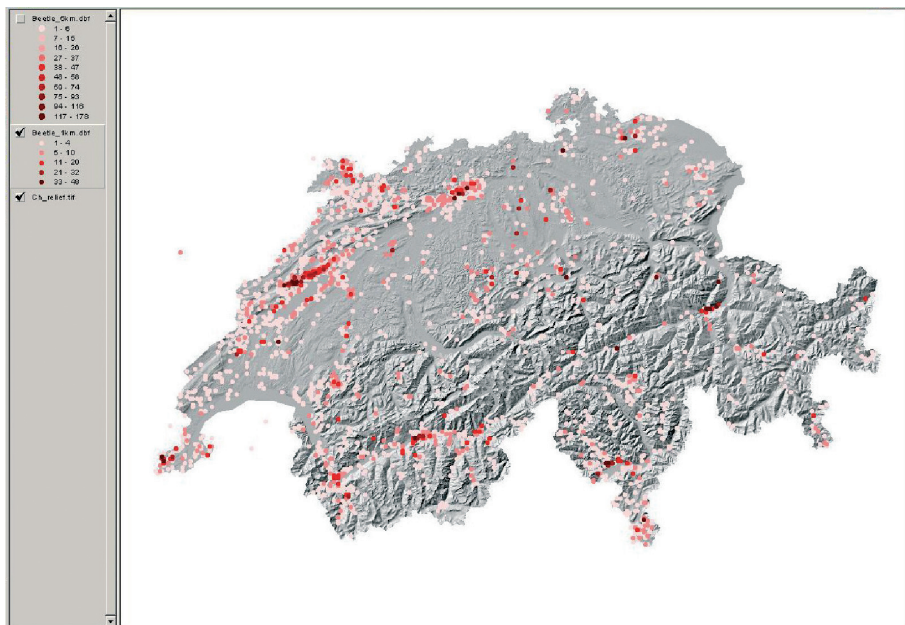 Beetle_5km.dbf
1 - 6
7 - 15
16 - 26
27 - 37
38 - 47
48 - 58
59 - 74
75 - 93
94 - 116
117 - 178
Beetle_1km.dbf
1 - 4
5 - 10
11 - 20
21 - 32
33 - 48
Ch_relief.tif